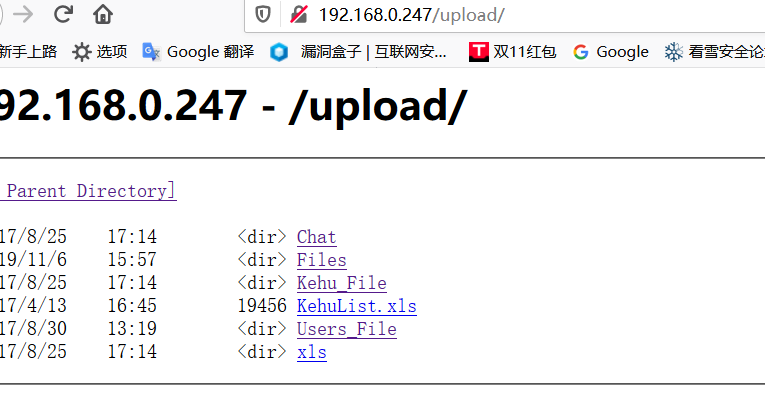 192.168.0.247/upload/
新手上路 选项 Google 翻译 漏洞盒子 | 互联网安... 双11红包 Google 看雪安全论
92.168.0.247 - /upload/
Parent Directory]
17/8/25 17:14 <dir> Chat
19/11/6 15:57 <dir> Files
17/8/25 17:14 <dir> Kehu_File
17/4/13 16:45 19456 KehuList.xls
17/8/30 13:19 <dir> Users_File
17/8/25 17:14 <dir> xls